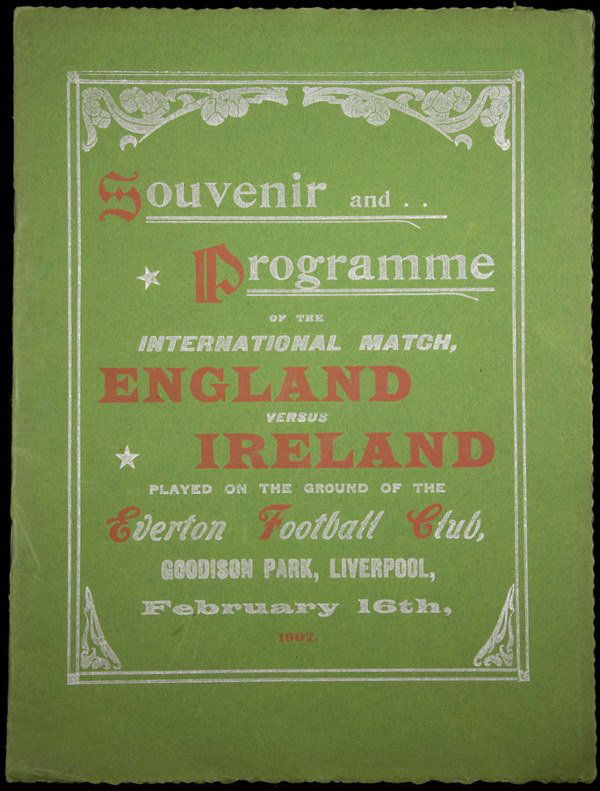 Souvenir and . .
Programme
OF THE
INTERNATIONAL MATCH,
ENGLAND
VERSUS
IRELAND
PLAYED ON THE GROUND OF THE
Everton Football Club,
GOODISON PARK, LIVERPOOL,
February 16th,
1907.